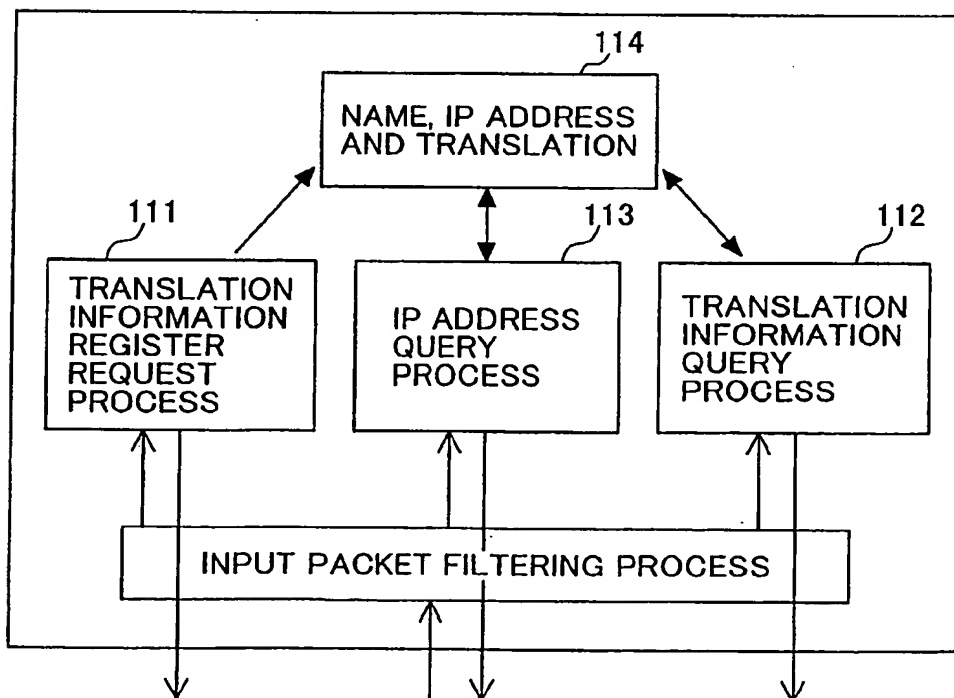 114
NAME, IP ADDRESS
AND TRANSLATION
111
TRANSLATION
INFORMATION
REGISTER
REQUEST
PROCESS
113
IP ADDRESS
QUERY
PROCESS
112
TRANSLATION
INFORMATION
QUERY
PROCESS
INPUT PACKET FILTERING PROCESS